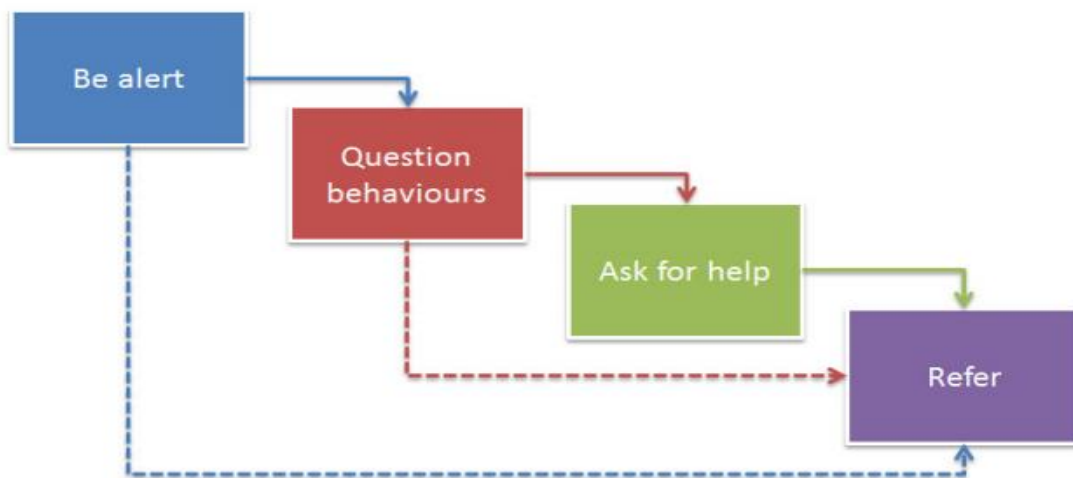 Be alert
Question
behaviours
Ask for help
Refer